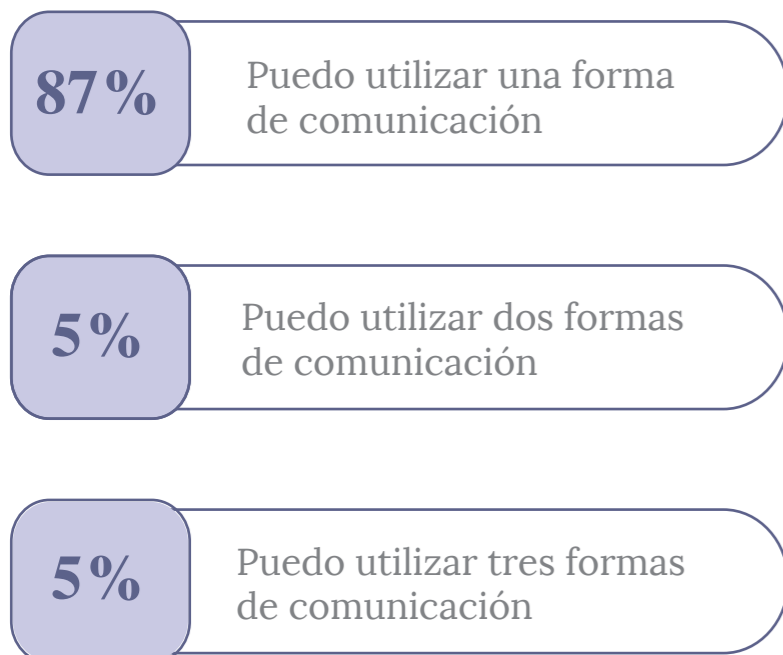 87%
Puedo utilizar una forma
de comunicación
5%
Puedo utilizar dos formas
de comunicación
5%
Puedo utilizar tres formas
de comunicación